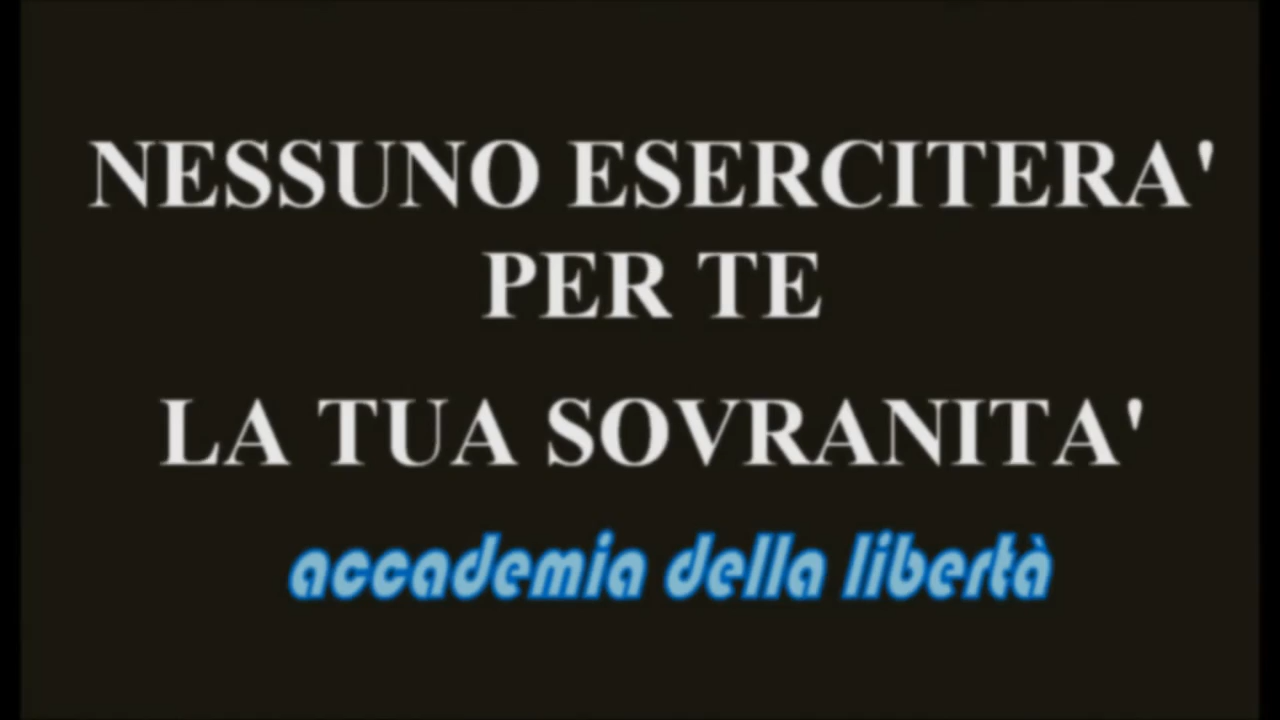 NESSUNO ESERCITERA'
PER TE
LA TUA SOVRANITA'
accademia della libertà